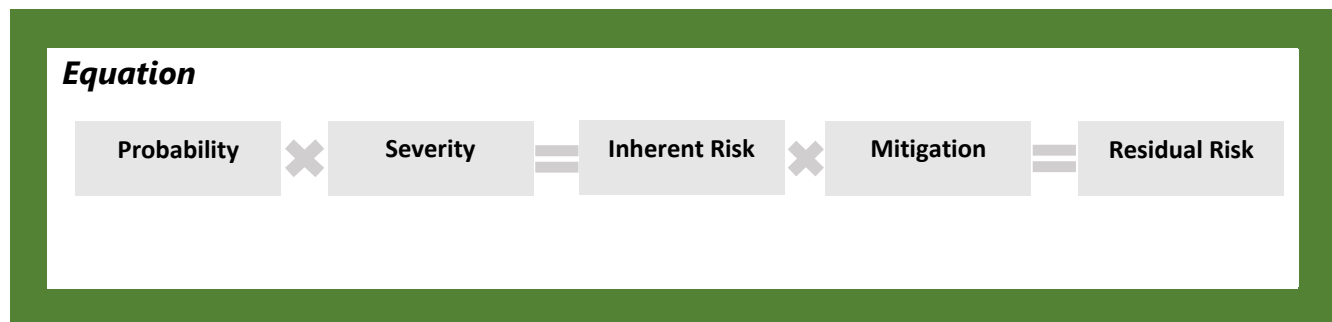 Equation
Probability × Severity = Inherent Risk × Mitigation = Residual Risk